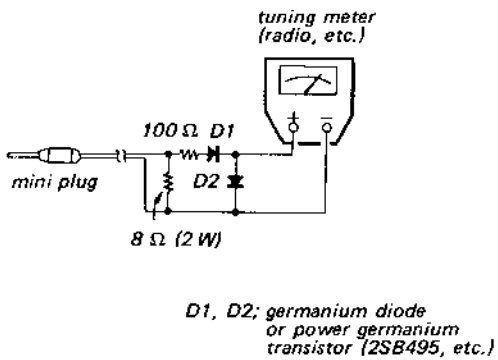 tuning meter
(radio, etc.)
+ −
100 Ω D1
D2
mini plug
8 Ω (2 W)
D1, D2; germanium diode
or power germanium
transistor (2SB495, etc.)